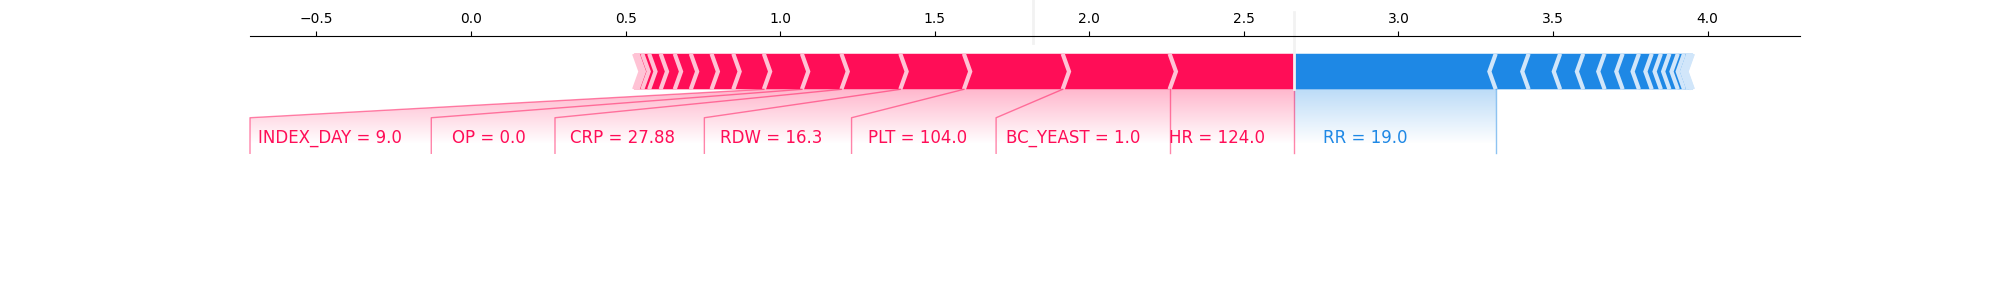 −0.5 0.0 0.5 1.0 1.5 2.0 2.5 3.0 3.5 4.0
INDEX_DAY = 9.0 OP = 0.0 CRP = 27.88 RDW = 16.3 PLT = 104.0 BC_YEAST = 1.0 HR = 124.0 RR = 19.0